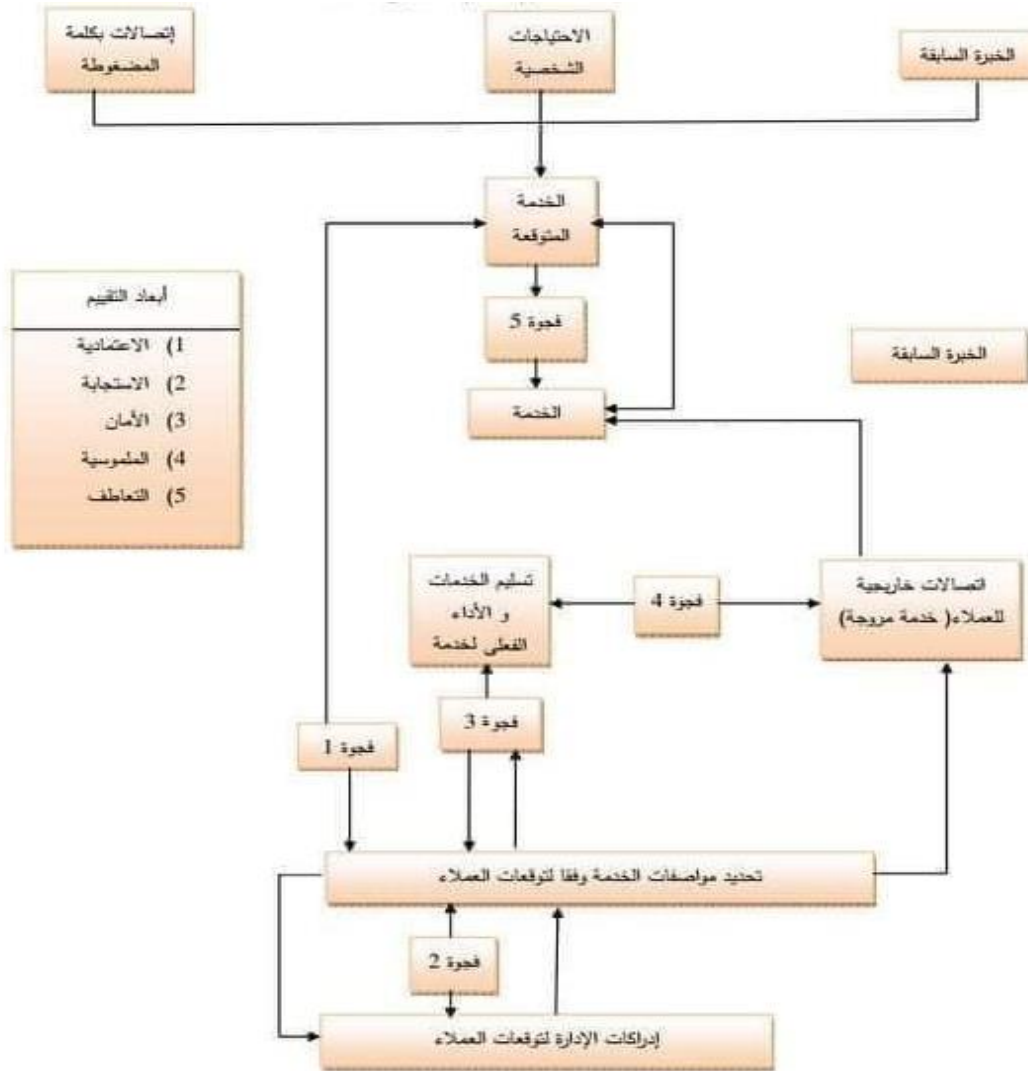 الخبرة السابقة
الاحتياجات
الشخصية
إتصالات بكلمة
المضغوطة
الخدمة
المتوقعة
فجوة 5
الخدمة
الخبرة السابقة
أبعاد التقييم
1) الاعتمادية
2) الاستجابة
3) الأمان
4) الملموسية
5) التعاطف
اتصالات خاريجية
للعملاء( خدمة مروجة)
فجوة 4
تسليم الخدمات
و الأداء
الفعلى لخدمة
فجوة 3
فجوة 1
تحديد مواصفات الخدمة وفقا لتوقعات العملاء
فجوة 2
إدراكات الإدارة لتوقعات العملاء